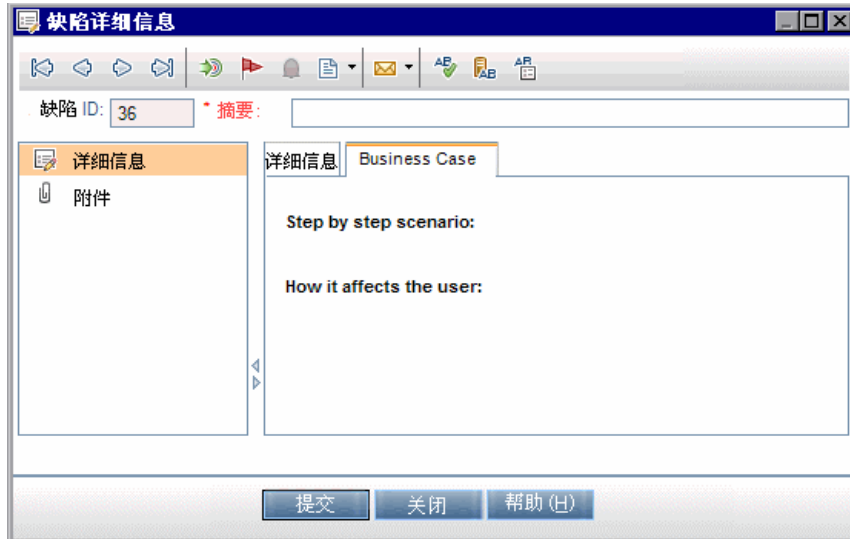 缺陷详细信息
缺陷 ID: 36 * 摘要:
详细信息
附件
详细信息 Business Case
Step by step scenario:
How it affects the user:
提交 关闭 帮助(H)